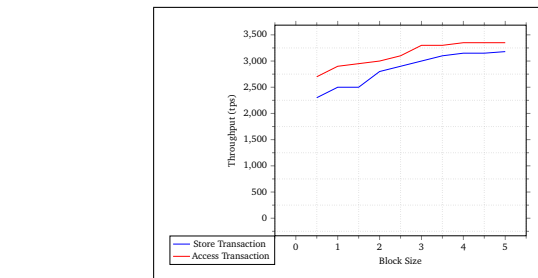 3,500
3,000
2,500
2,000
1,500
1,000
500
0
Throughput (tps)
0 1 2 3 4 5
Block Size
Store Transaction
Access Transaction